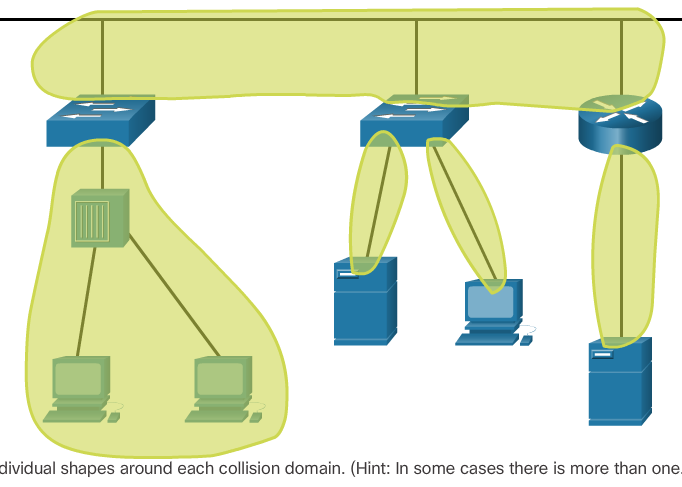 dividual shapes around each collision domain. (Hint: In some cases there is more than one.